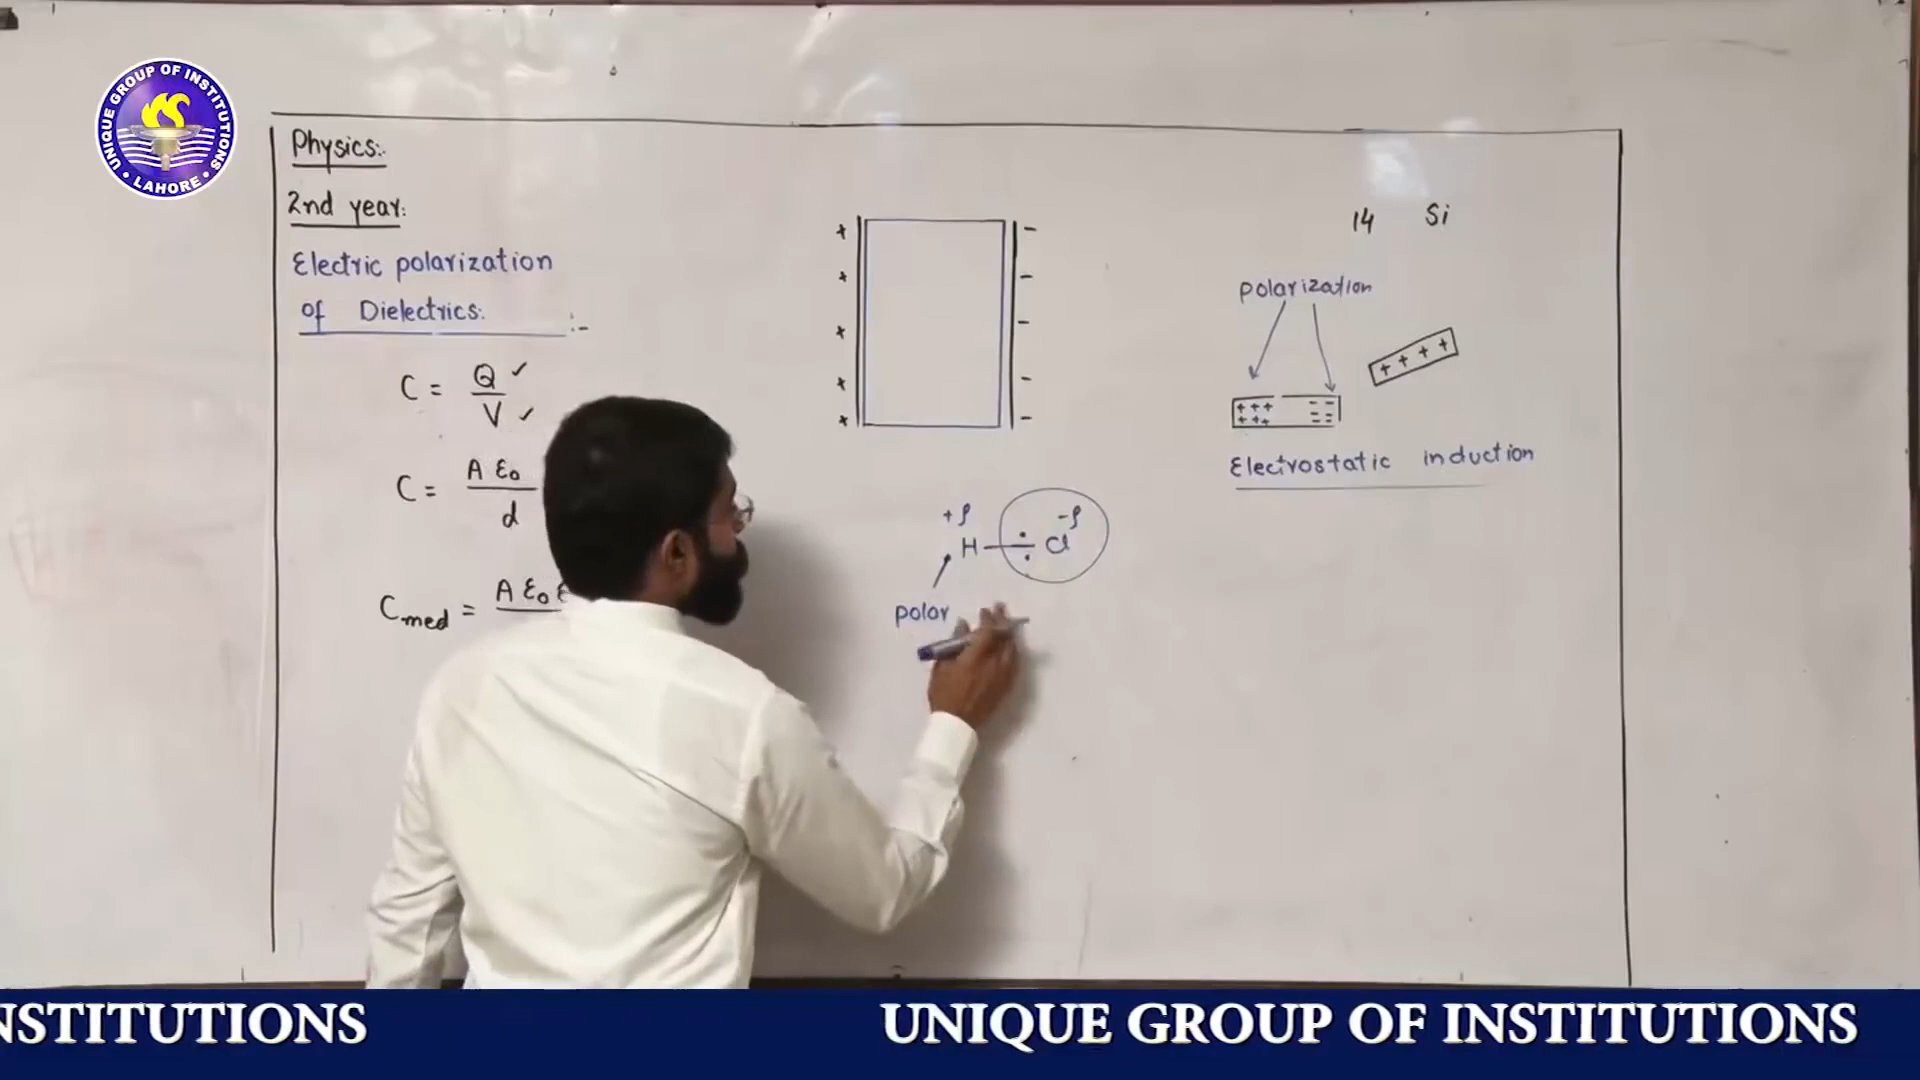 UNIQUE GROUP OF INSTITUTIONS
• LAHORE •
Physics:-
2nd year:
Electric polarization
of Dielectrics:
:-
C = Q / V
C = A ε₀ / d
Cmed = A ε₀ ε
+ + + + +
- - - - -
+δ -δ
H — Cl
polar
14 Si
polarization
+ + + +
+++ --
+++ --
--
Electrostatic induction
NSTITUTIONS UNIQUE GROUP OF INSTITUTIONS